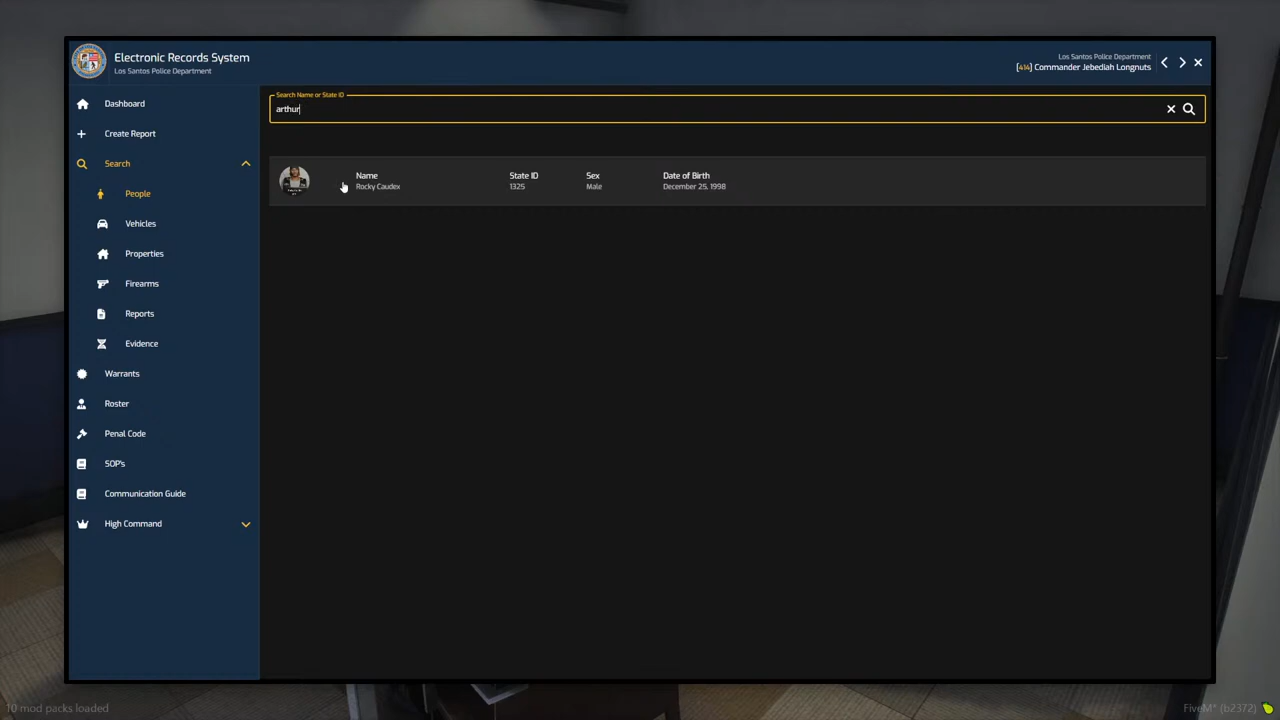 Electronic Records System
Los Santos Police Department
Los Santos Police Department
[414] Commander Jebediah Longnuts
Dashboard
Create Report
Search
People
Vehicles
Properties
Firearms
Reports
Evidence
Warrants
Roster
Penal Code
SOP's
Communication Guide
High Command
Search Name or State ID
arthur
Name
Rocky Caudex
State ID
1325
Sex
Male
Date of Birth
December 25, 1998
10 mod packs loaded
FiveM* (b2372)